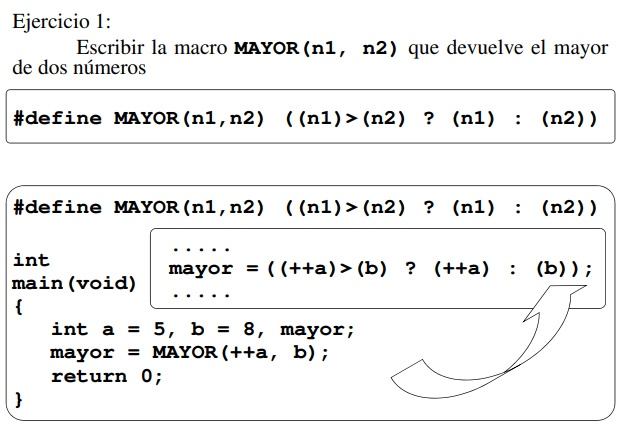 Ejercicio 1:
Escribir la macro MAYOR(n1, n2) que devuelve el mayor
de dos números
#define MAYOR(n1,n2) ((n1)>(n2) ? (n1) : (n2))
#define MAYOR(n1,n2) ((n1)>(n2) ? (n1) : (n2))
.....
mayor = ((++a)>(b) ? (++a) : (b));
.....
int
main(void)
{
int a = 5, b = 8, mayor;
mayor = MAYOR(++a, b);
return 0;
}